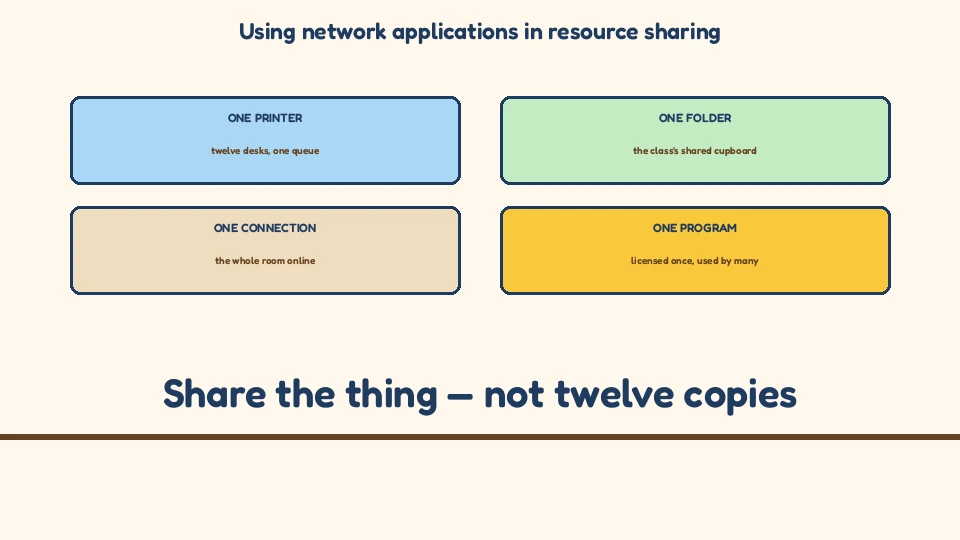 Using network applications in resource sharing
ONE PRINTER
twelve desks, one queue
ONE FOLDER
the class's shared cupboard
ONE CONNECTION
the whole room online
ONE PROGRAM
licensed once, used by many
Share the thing — not twelve copies